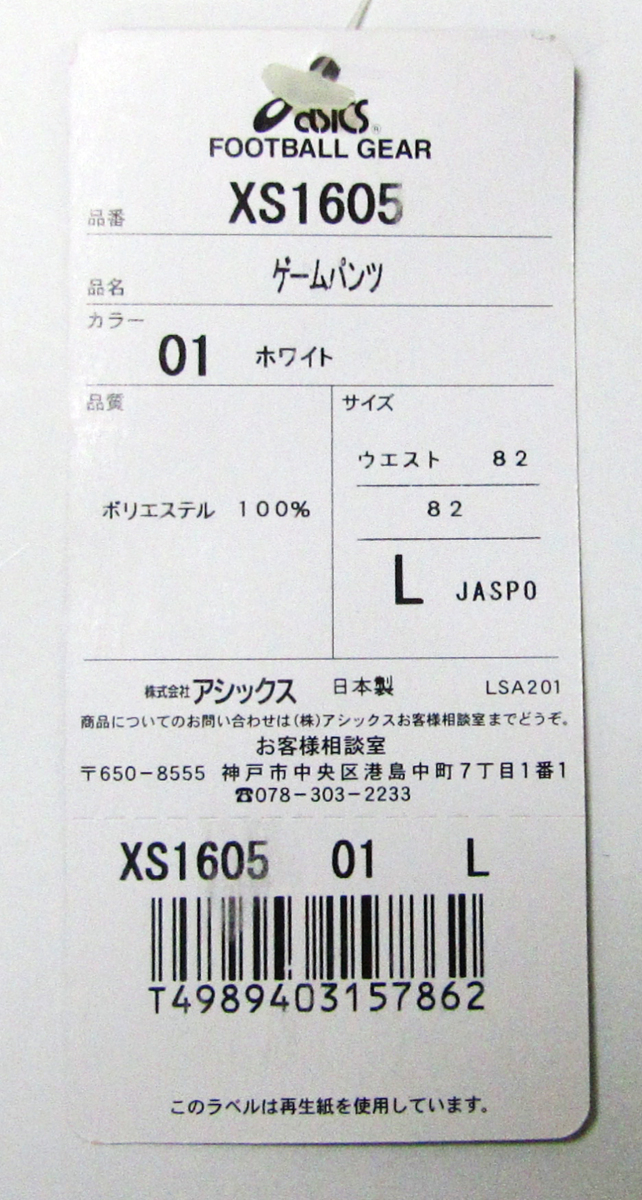 asics®
FOOTBALL GEAR
品番 XS1605
品名 ゲームパンツ
カラー
01 ホワイト
品質
ポリエステル 100%
サイズ
ウエスト 82
82
L JASPO
株式会社アシックス 日本製 LSA201
商品についてのお問い合わせは(株)アシックスお客様相談室までどうぞ。
お客様相談室
〒650-8555 神戸市中央区港島中町7丁目1番1
☎078-303-2233
XS1605 01 L
T4989403157862
このラベルは再生紙を使用しています。